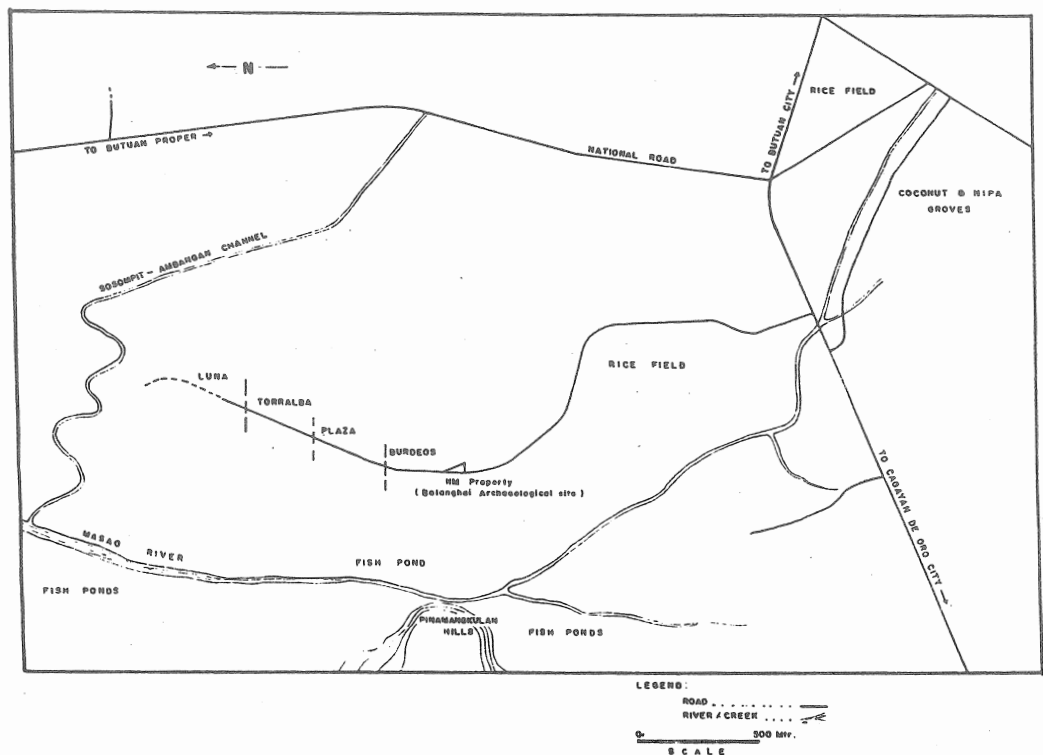 N
RICE FIELD
TO BUTUAN CITY →
TO BUTUAN PROPER →
NATIONAL ROAD
COCONUT & NIPA
GROVES
SOSOMPIT - AMBANGAN CHANNEL
RICE FIELD
LUNA
TORRALBA
PLAZA
BURDEOS
NM Property
( Balanghai Archaeological site )
TO CAGAYAN DE ORO CITY →
MASAO RIVER
FISH POND
FISH PONDS
PINAMANGKULAN
HILLS
FISH PONDS
LEGEND:
ROAD
RIVER / CREEK
0 500 Mtr.
SCALE